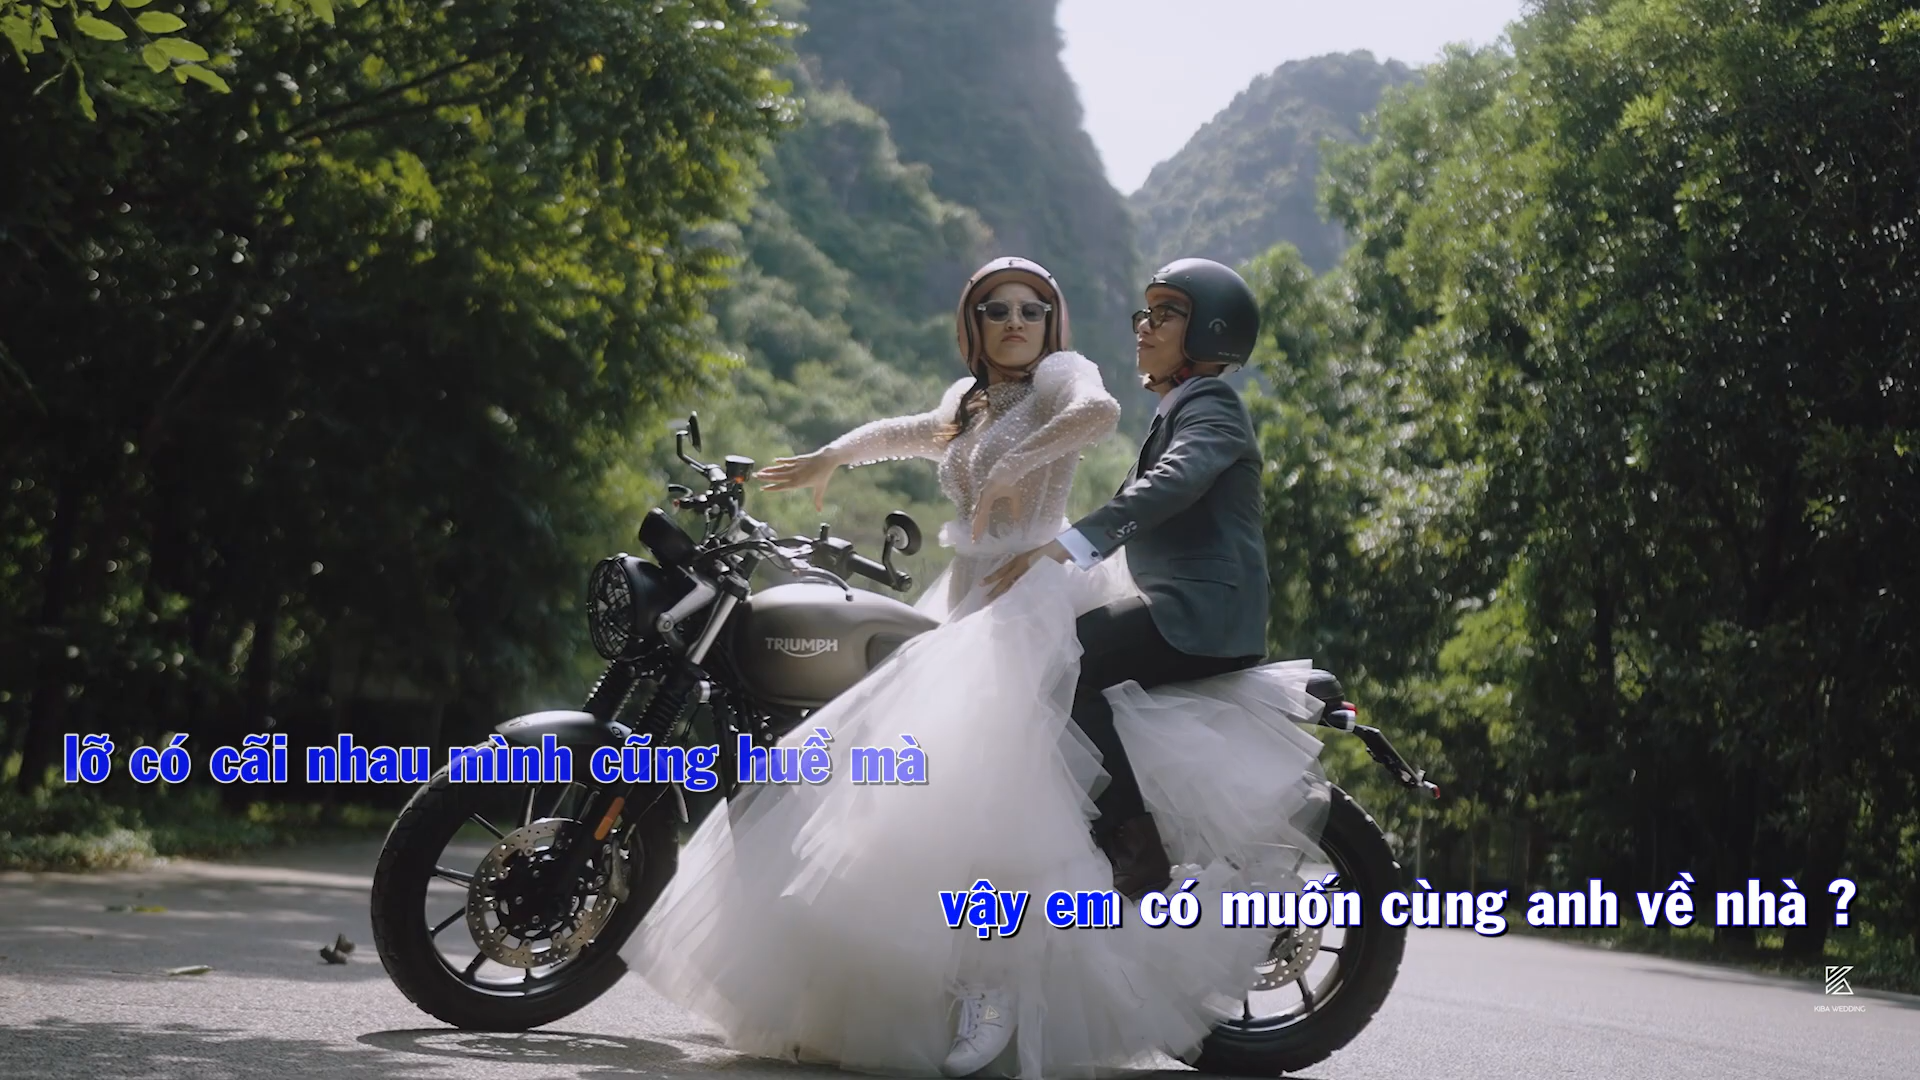 TRIUMPH
lỡ có cãi nhau mình cũng huề mà
vậy em có muốn cùng anh về nhà ?
KIBA WEDDING